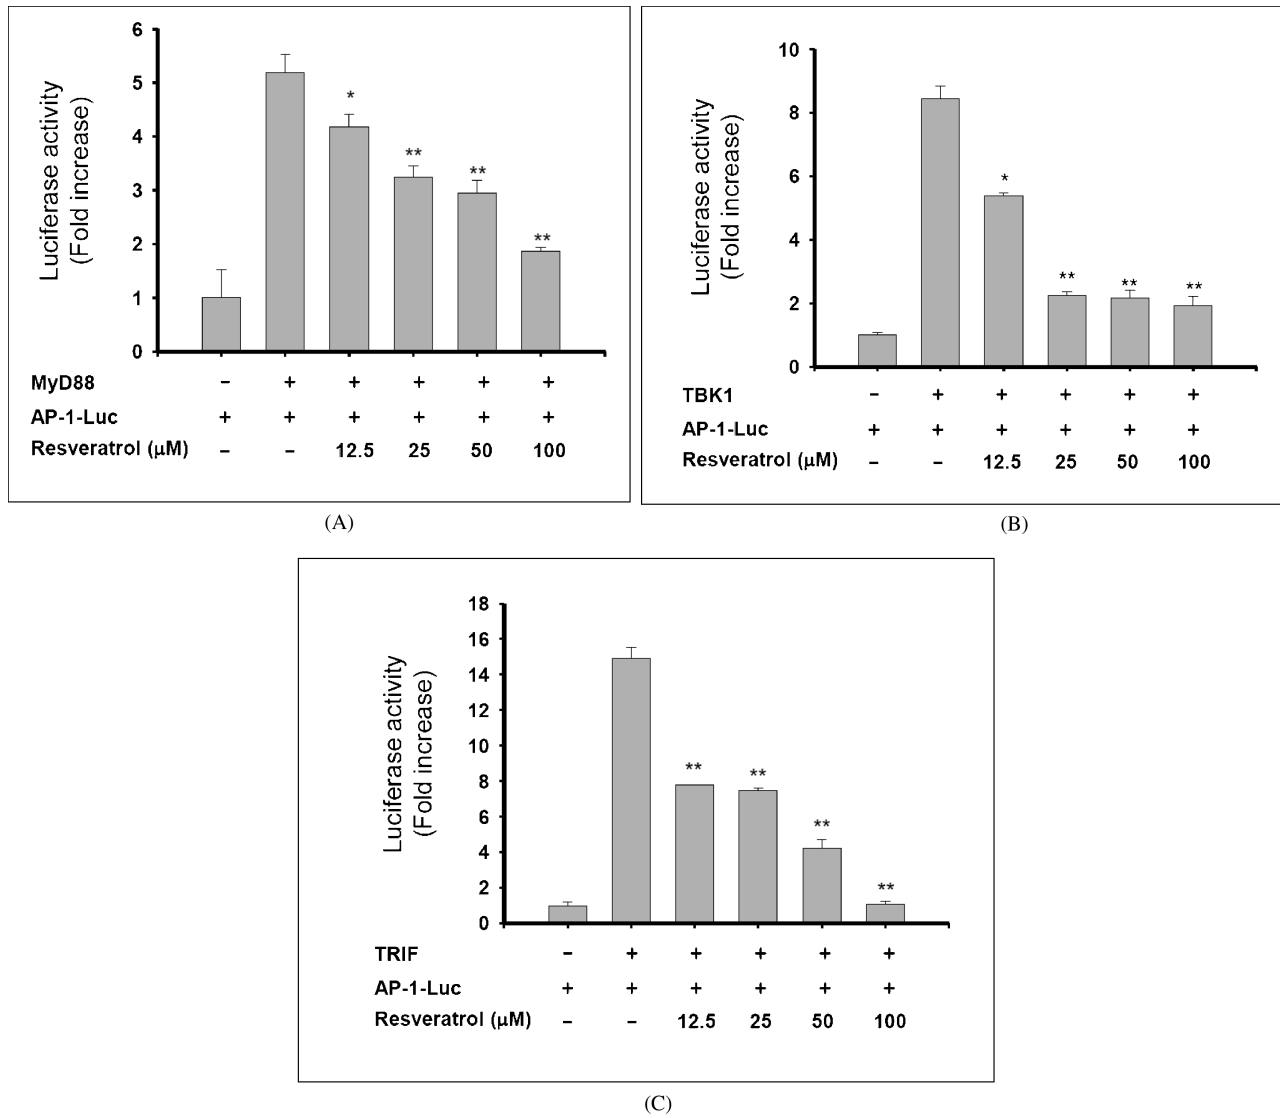 6
5
4
3
2
1
0
Luciferase activity
(Fold increase)
*
**
**
**
MyD88 – + + + + +
AP-1-Luc + + + + + +
Resveratrol (μM) – – 12.5 25 50 100
(A)
10
8
6
4
2
0
Luciferase activity
(Fold increase)
*
**
**
**
TBK1 – + + + + +
AP-1-Luc + + + + + +
Resveratrol (μM) – – 12.5 25 50 100
(B)
18
16
14
12
10
8
6
4
2
0
Luciferase activity
(Fold increase)
**
**
**
**
TRIF – + + + + +
AP-1-Luc + + + + + +
Resveratrol (μM) – – 12.5 25 50 100
(C)